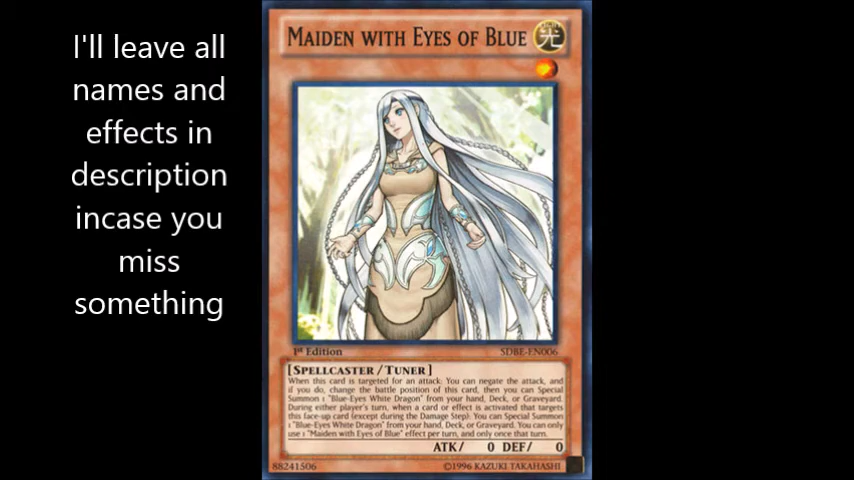 I'll leave all
names and
effects in
description
incase you
miss
something
MAIDEN WITH EYES OF BLUE
光
1st Edition
SDBE-EN006
[SPELLCASTER / TUNER]
When this card is targeted for an attack: You can negate the attack, and
if you do, change the battle position of this card, then you can Special
Summon 1 "Blue-Eyes White Dragon" from your hand, Deck, or Graveyard.
During either player's turn, when a card or effect is activated that targets
this face-up card (except during the Damage Step): You can Special Summon
1 "Blue-Eyes White Dragon" from your hand, Deck, or Graveyard. You can only
use 1 "Maiden with Eyes of Blue" effect per turn, and only once that turn.
ATK/ 0 DEF/ 0
88241506
©1996 KAZUKI TAKAHASHI